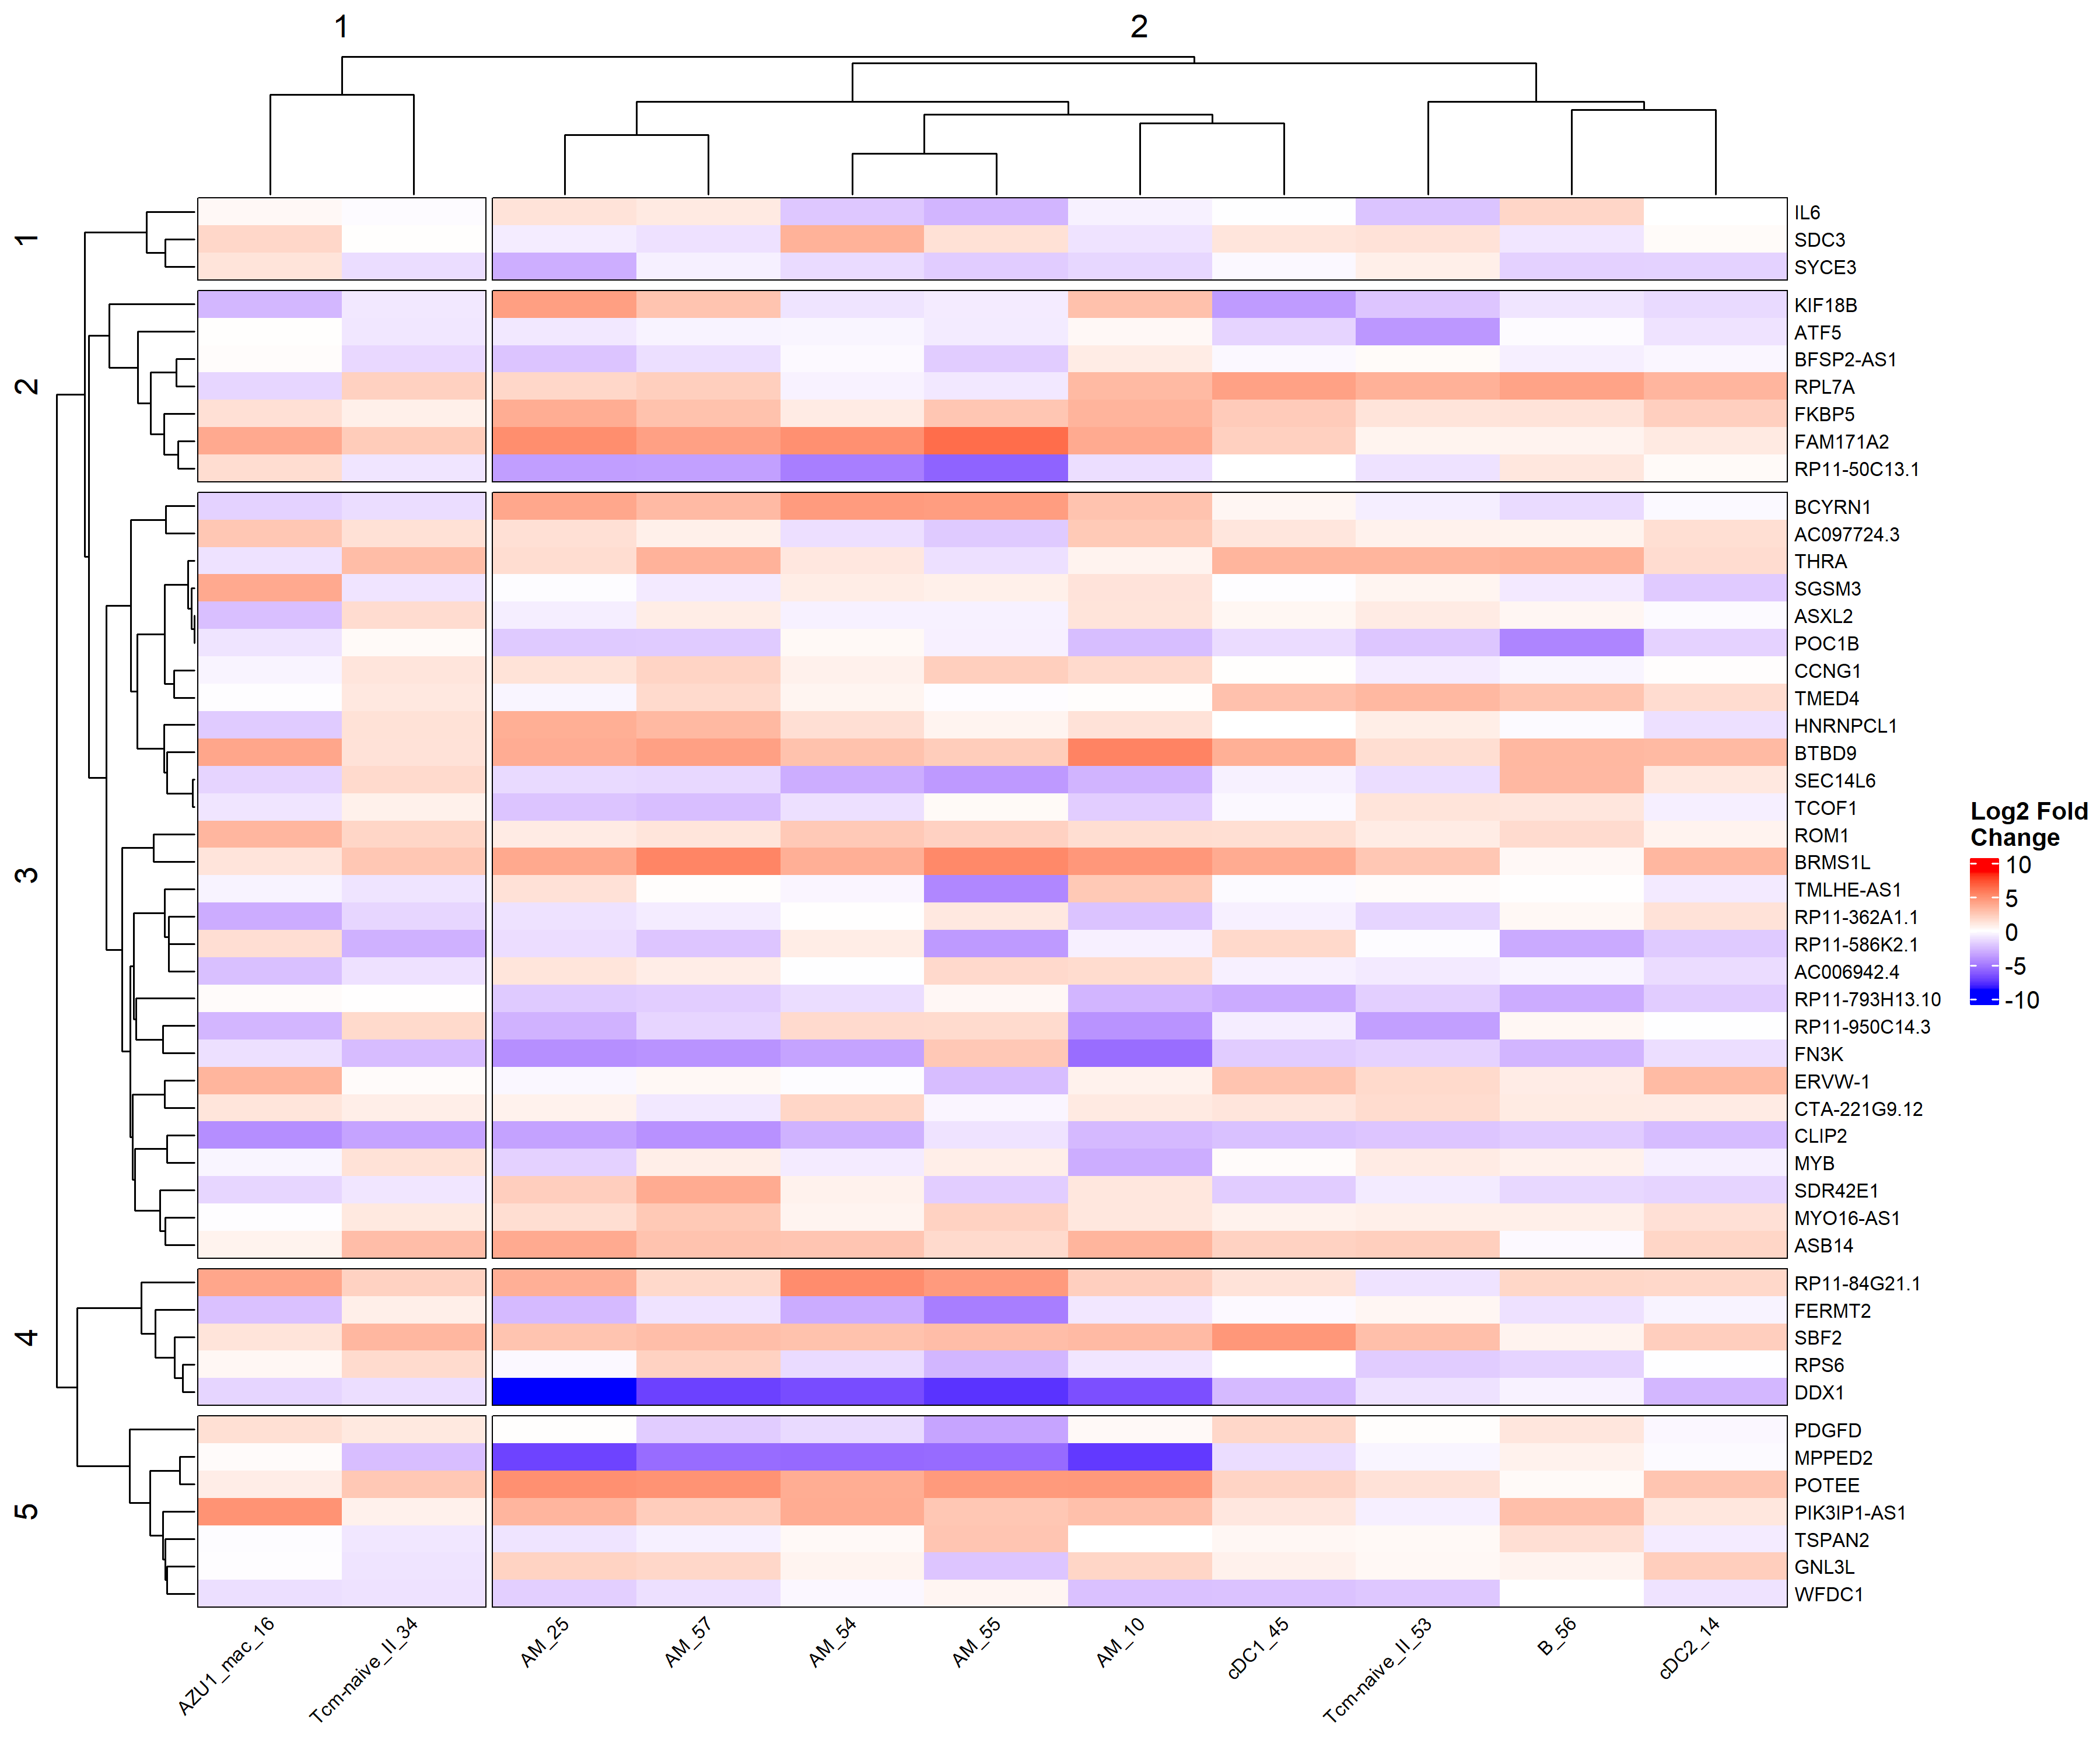 1
2
1
2
3
4
5
IL6
SDC3
SYCE3
KIF18B
ATF5
BFSP2-AS1
RPL7A
FKBP5
FAM171A2
RP11-50C13.1
BCYRN1
AC097724.3
THRA
SGSM3
ASXL2
POC1B
CCNG1
TMED4
HNRNPCL1
BTBD9
SEC14L6
TCOF1
ROM1
BRMS1L
TMLHE-AS1
RP11-362A1.1
RP11-586K2.1
AC006942.4
RP11-793H13.10
RP11-950C14.3
FN3K
ERVW-1
CTA-221G9.12
CLIP2
MYB
SDR42E1
MYO16-AS1
ASB14
RP11-84G21.1
FERMT2
SBF2
RPS6
DDX1
PDGFD
MPPED2
POTEE
PIK3IP1-AS1
TSPAN2
GNL3L
WFDC1
AZU1_mac_16
Tcm-naive_II_34
AM_25
AM_57
AM_54
AM_55
AM_10
cDC1_45
Tcm-naive_II_53
B_56
cDC2_14
Log2 Fold
Change
10
5
0
-5
-10